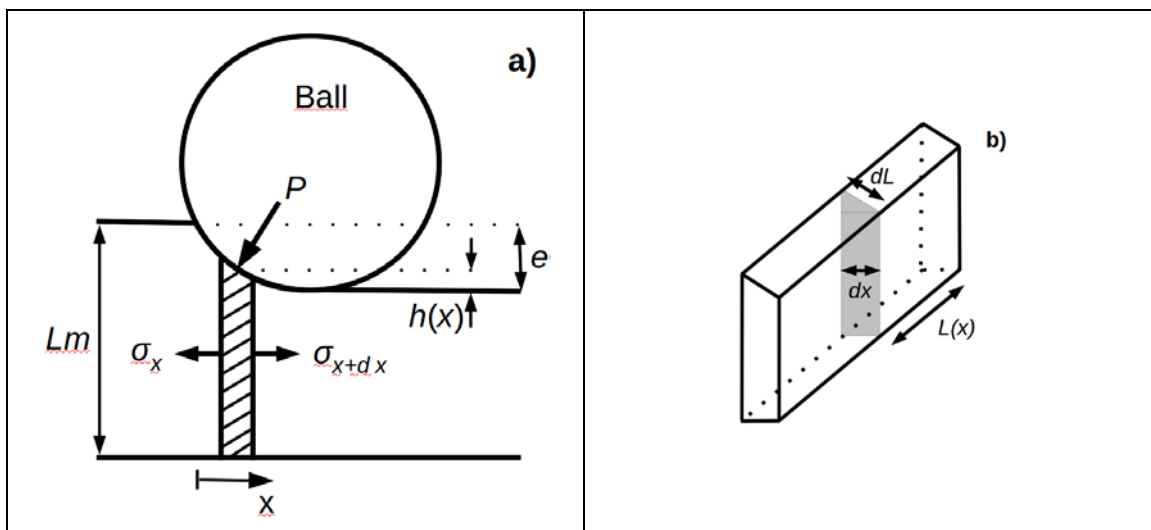 a)
Ball
P
e
h(x)
Lm
σx
σx+d x
x
b)
dL
dx
L(x)